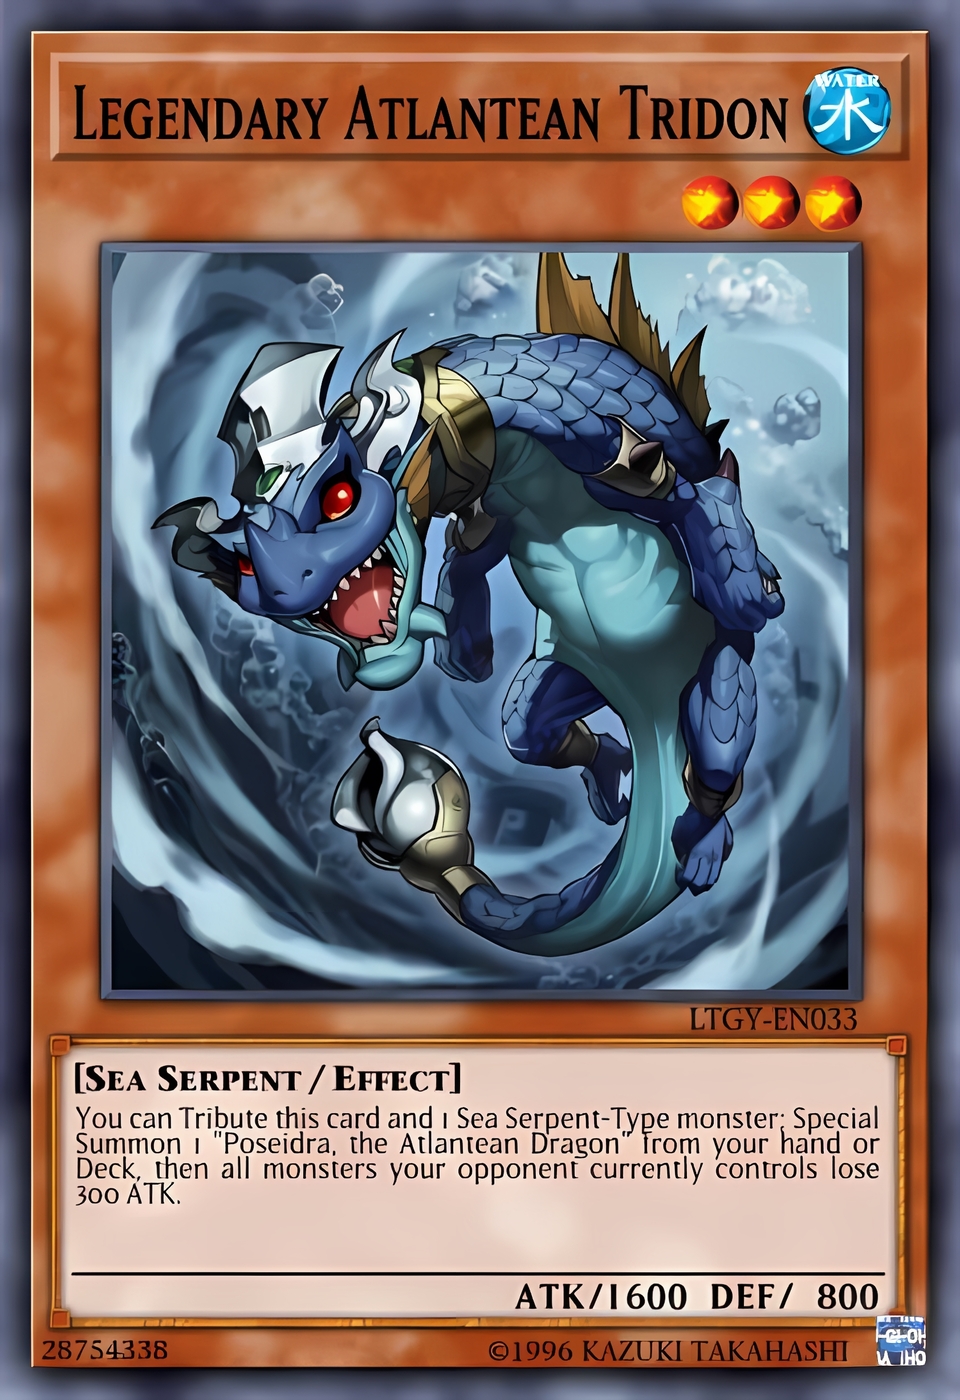 LEGENDARY ATLANTEAN TRIDON
WATER
水
LTGY-EN033
[SEA SERPENT / EFFECT]
You can Tribute this card and 1 Sea Serpent-Type monster; Special
Summon 1 "Poseidra, the Atlantean Dragon" from your hand or
Deck, then all monsters your opponent currently controls lose
300 ATK.
ATK/1600 DEF/ 800
28754338
©1996 KAZUKI TAKAHASHI